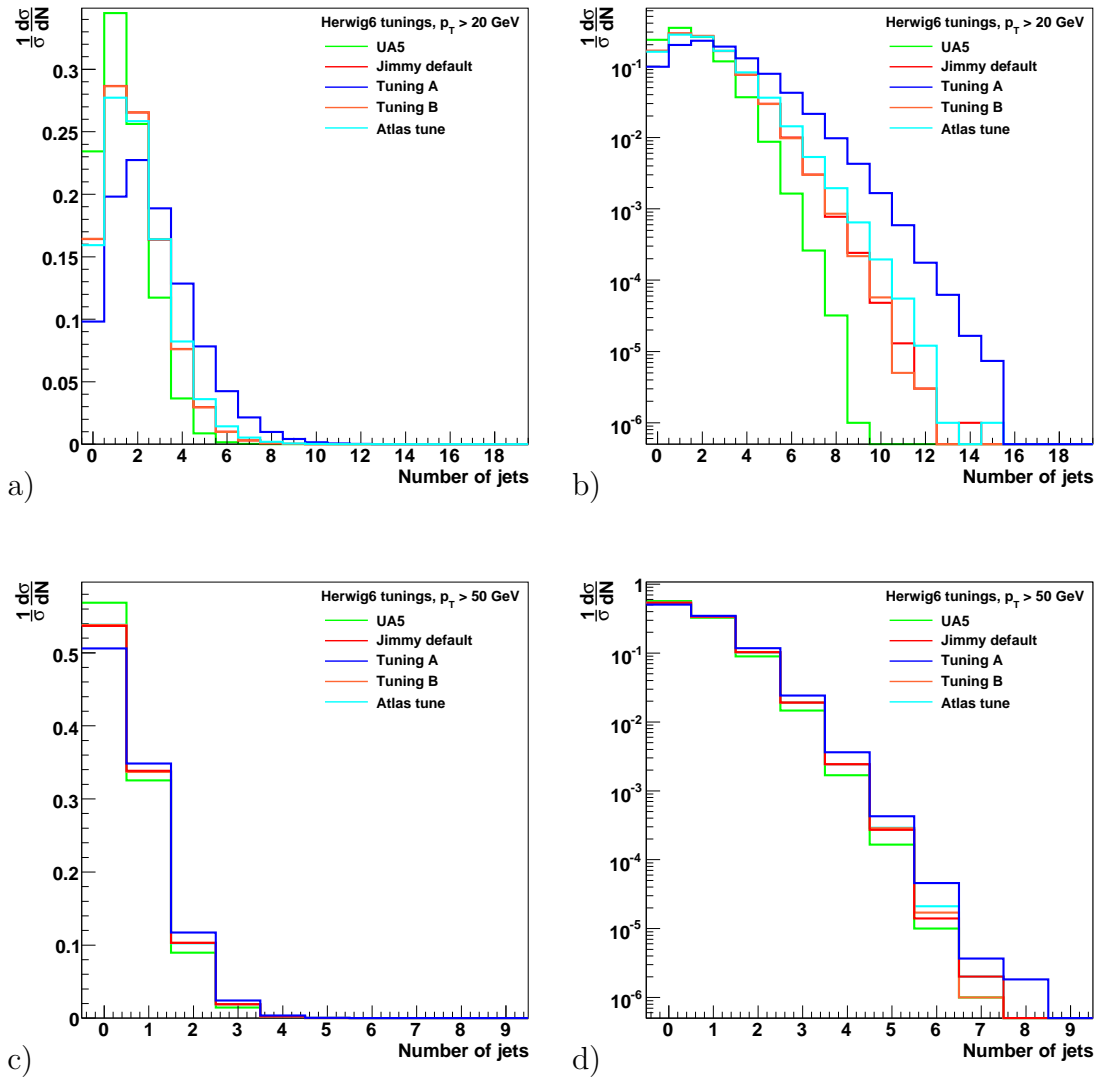 1 dσ
σ dN
Herwig6 tunings, p_T > 20 GeV
UA5
Jimmy default
Tuning A
Tuning B
Atlas tune
0.3
0.25
0.2
0.15
0.1
0.05
0
0 2 4 6 8 10 12 14 16 18
Number of jets
a)
1 dσ
σ dN
Herwig6 tunings, p_T > 20 GeV
UA5
Jimmy default
Tuning A
Tuning B
Atlas tune
10^-1
10^-2
10^-3
10^-4
10^-5
10^-6
0 2 4 6 8 10 12 14 16 18
Number of jets
b)
1 dσ
σ dN
Herwig6 tunings, p_T > 50 GeV
UA5
Jimmy default
Tuning A
Tuning B
Atlas tune
0.5
0.4
0.3
0.2
0.1
0
0 1 2 3 4 5 6 7 8 9
Number of jets
c)
1 dσ
σ dN
Herwig6 tunings, p_T > 50 GeV
UA5
Jimmy default
Tuning A
Tuning B
Atlas tune
1
10^-1
10^-2
10^-3
10^-4
10^-5
10^-6
0 1 2 3 4 5 6 7 8 9
Number of jets
d)